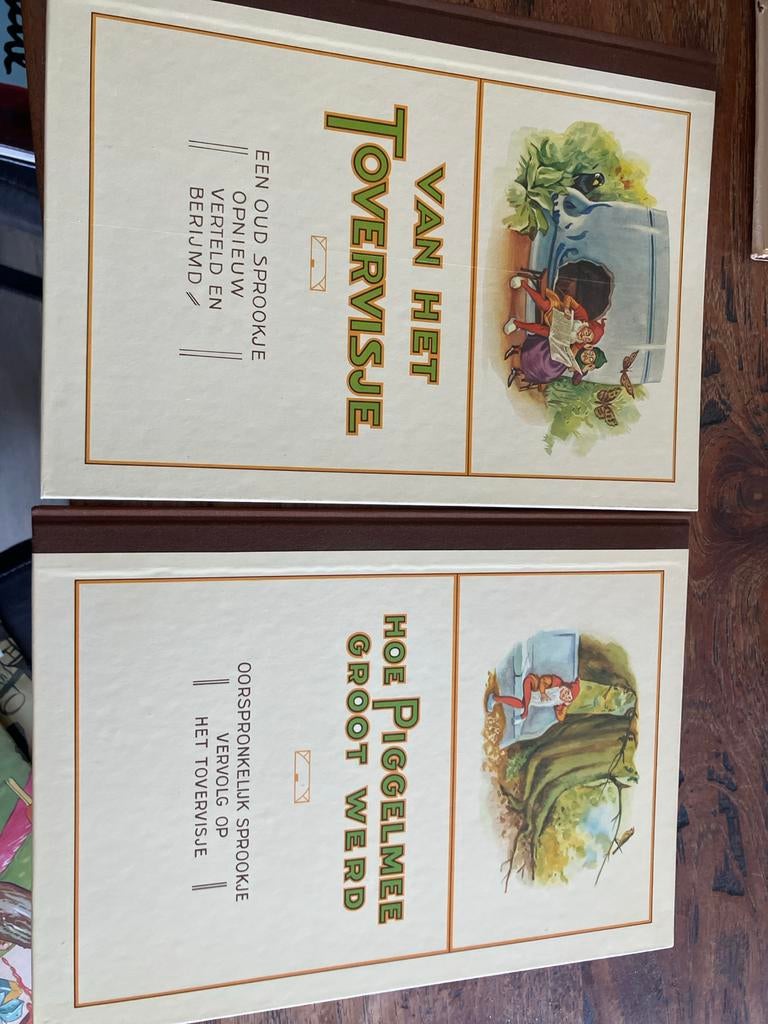 VAN HET
TOVERVISJE
EEN OUD SPROOKJE
OPNIEUW
VERTELD EN
BERIJMD
HOE PIGGELMEE
GROOT WERD
OORSPRONKELIJK SPROOKJE
VERVOLG OP
HET TOVERVISJE